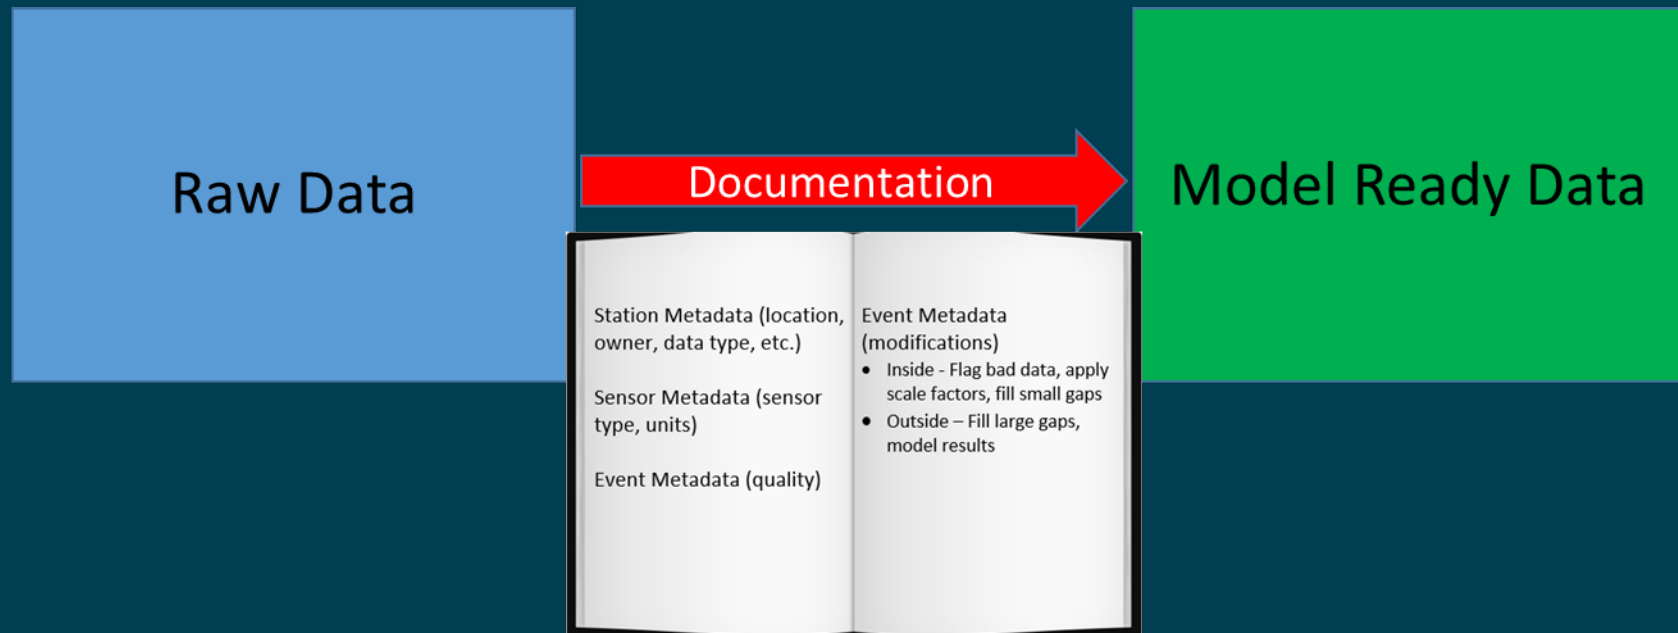 Raw Data
Documentation
Model Ready Data
Station Metadata (location,
owner, data type, etc.)
Sensor Metadata (sensor
type, units)
Event Metadata (quality)
Event Metadata
(modifications)
• Inside - Flag bad data, apply
scale factors, fill small gaps
• Outside – Fill large gaps,
model results